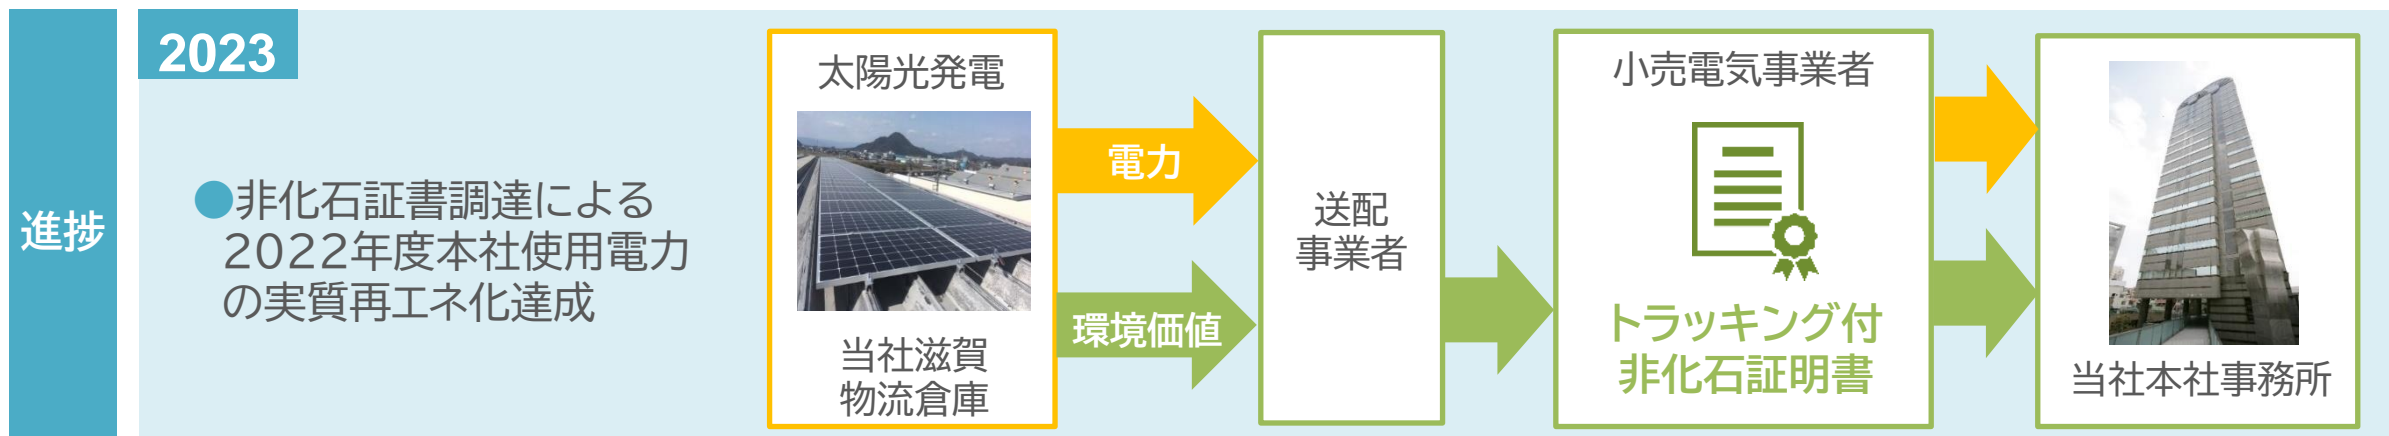 進捗
2023
●非化石証書調達による
2022年度本社使用電力
の実質再エネ化達成
太陽光発電
当社滋賀
物流倉庫
電力
環境価値
送配
事業者
小売電気事業者
トラッキング付
非化石証明書
当社本社事務所